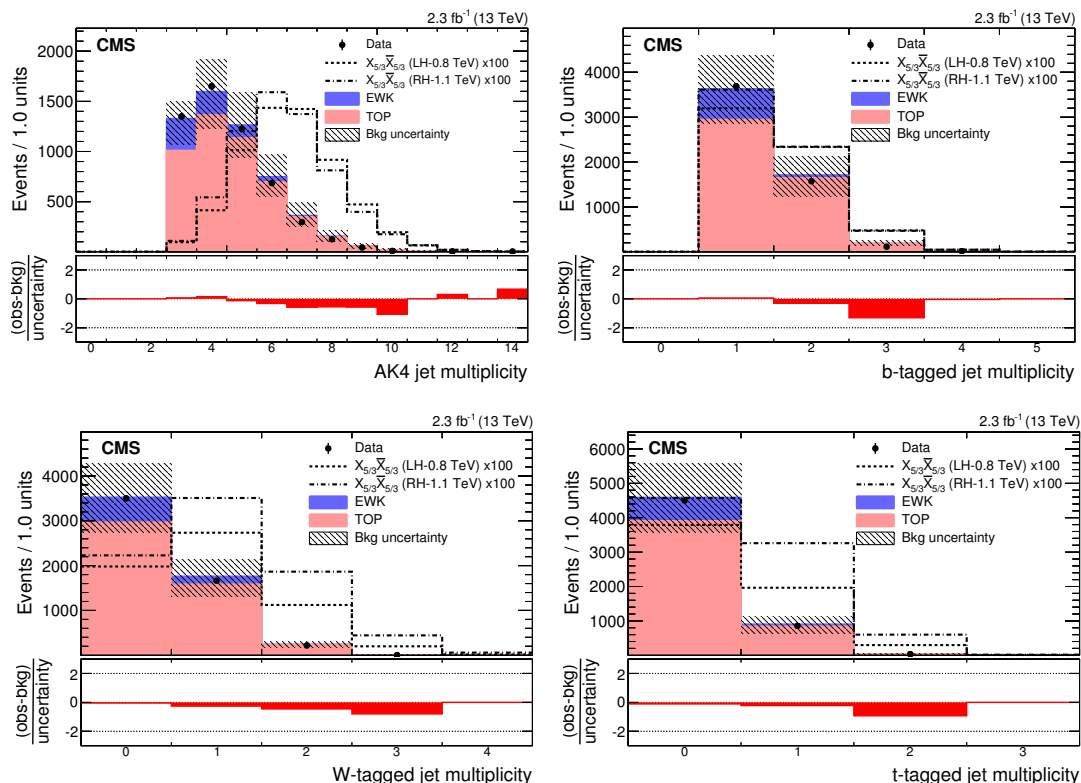 2.3 fb⁻¹ (13 TeV)
CMS
Data
X₅/₃X̅₅/₃ (LH-0.8 TeV) x100
X₅/₃X̅₅/₃ (RH-1.1 TeV) x100
EWK
TOP
Bkg uncertainty
Events / 1.0 units
2000
1500
1000
500
(obs-bkg)
uncertainty
2
0
-2
0 2 4 6 8 10 12 14
AK4 jet multiplicity
2.3 fb⁻¹ (13 TeV)
CMS
Data
X₅/₃X̅₅/₃ (LH-0.8 TeV) x100
X₅/₃X̅₅/₃ (RH-1.1 TeV) x100
EWK
TOP
Bkg uncertainty
Events / 1.0 units
4000
3000
2000
1000
(obs-bkg)
uncertainty
2
0
-2
0 1 2 3 4 5
b-tagged jet multiplicity
2.3 fb⁻¹ (13 TeV)
CMS
Data
X₅/₃X̅₅/₃ (LH-0.8 TeV) x100
X₅/₃X̅₅/₃ (RH-1.1 TeV) x100
EWK
TOP
Bkg uncertainty
Events / 1.0 units
4000
3000
2000
1000
(obs-bkg)
uncertainty
2
0
-2
0 1 2 3 4
W-tagged jet multiplicity
2.3 fb⁻¹ (13 TeV)
CMS
Data
X₅/₃X̅₅/₃ (LH-0.8 TeV) x100
X₅/₃X̅₅/₃ (RH-1.1 TeV) x100
EWK
TOP
Bkg uncertainty
Events / 1.0 units
6000
5000
4000
3000
2000
1000
(obs-bkg)
uncertainty
2
0
-2
0 1 2 3
t-tagged jet multiplicity